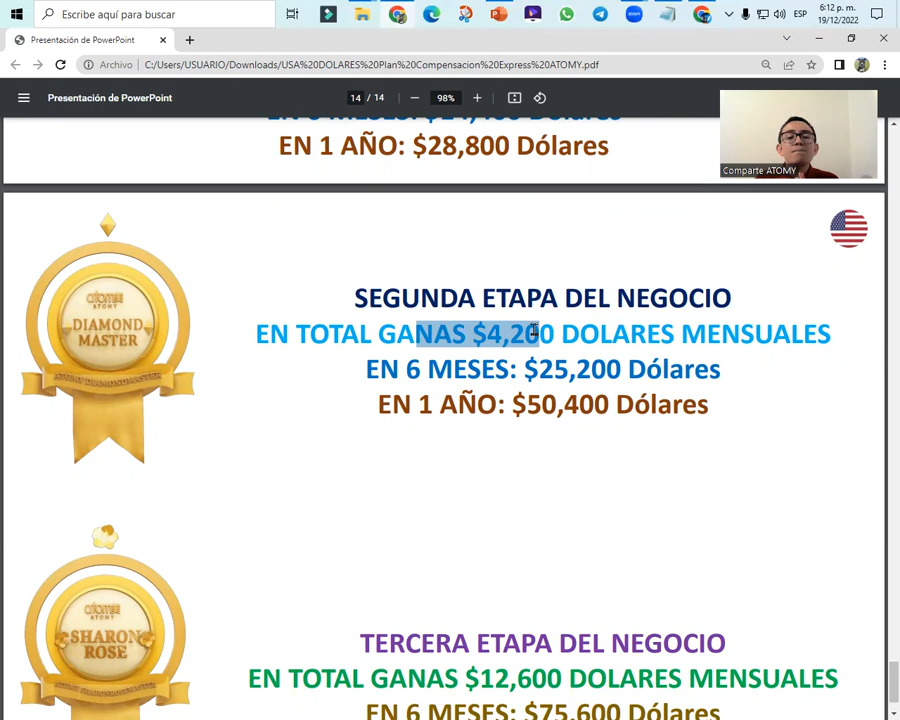 Escribe aquí para buscar
ESP
6:12 p. m.
19/12/2022
Presentación de PowerPoint
Archivo
C:/Users/USUARIO/Downloads/USA%20DOLARES%20Plan%20Compensacion%20Express%20ATOMY.pdf
Presentación de PowerPoint
14 / 14
98%
EN 1 AÑO: $28,800 Dólares
Comparte ATOMY
SEGUNDA ETAPA DEL NEGOCIO
EN TOTAL GANAS $4,200 DOLARES MENSUALES
EN 6 MESES: $25,200 Dólares
EN 1 AÑO: $50,400 Dólares
ATOMY
DIAMOND
MASTER
ATOMY DIAMONDMASTER
TERCERA ETAPA DEL NEGOCIO
EN TOTAL GANAS $12,600 DOLARES MENSUALES
EN 6 MESES: $75,600 Dólares
ATOMY
SHARON
ROSE